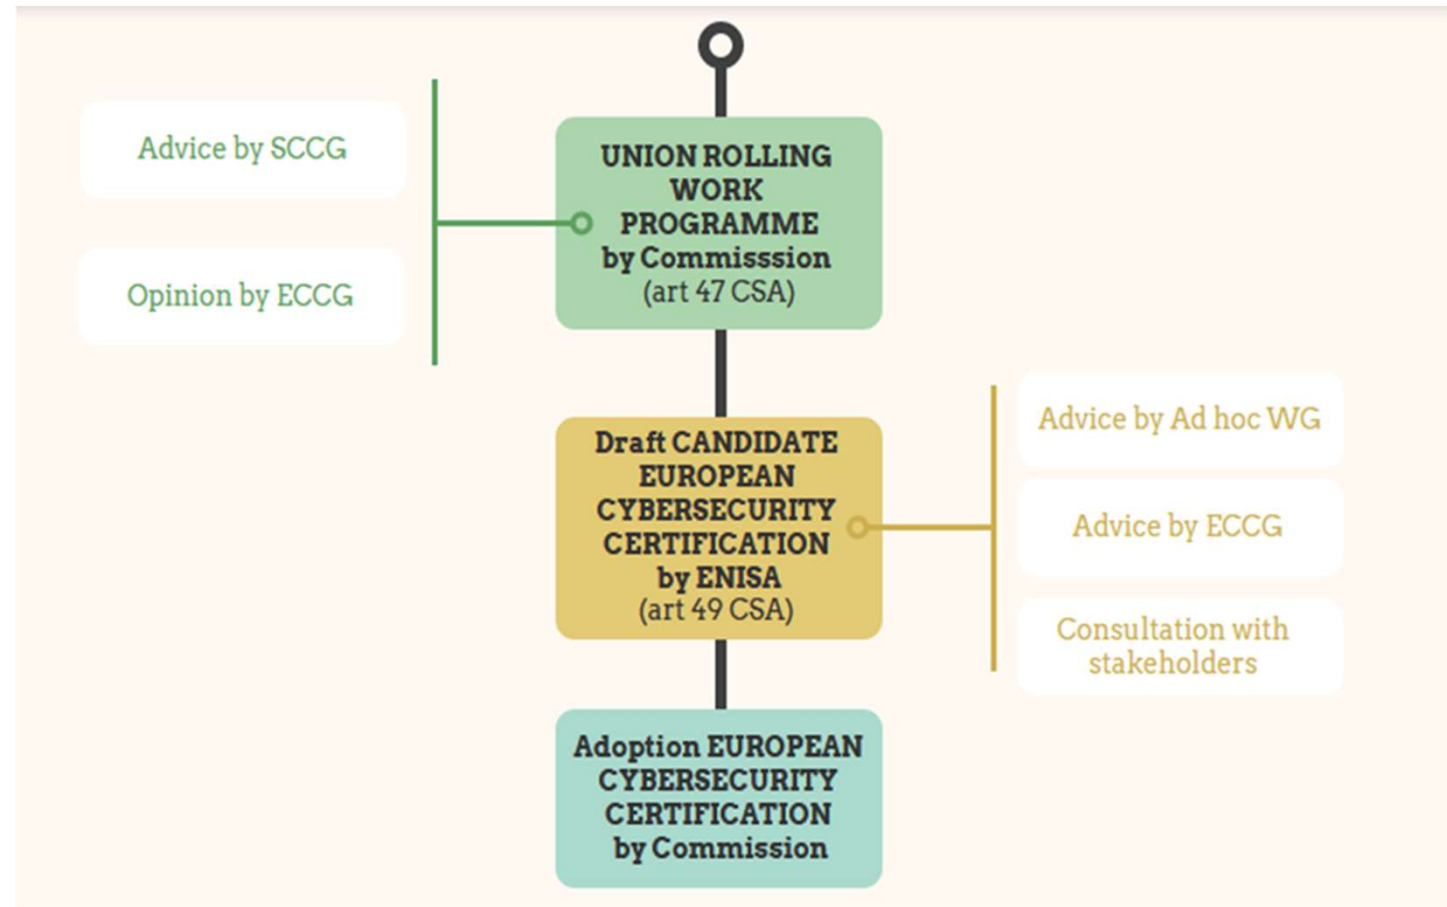 Advice by SCCG
Opinion by ECCG
UNION ROLLING
WORK
PROGRAMME
by Commisssion
(art 47 CSA)
Draft CANDIDATE
EUROPEAN
CYBERSECURITY
CERTIFICATION
by ENISA
(art 49 CSA)
Advice by Ad hoc WG
Advice by ECCG
Consultation with
stakeholders
Adoption EUROPEAN
CYBERSECURITY
CERTIFICATION
by Commission